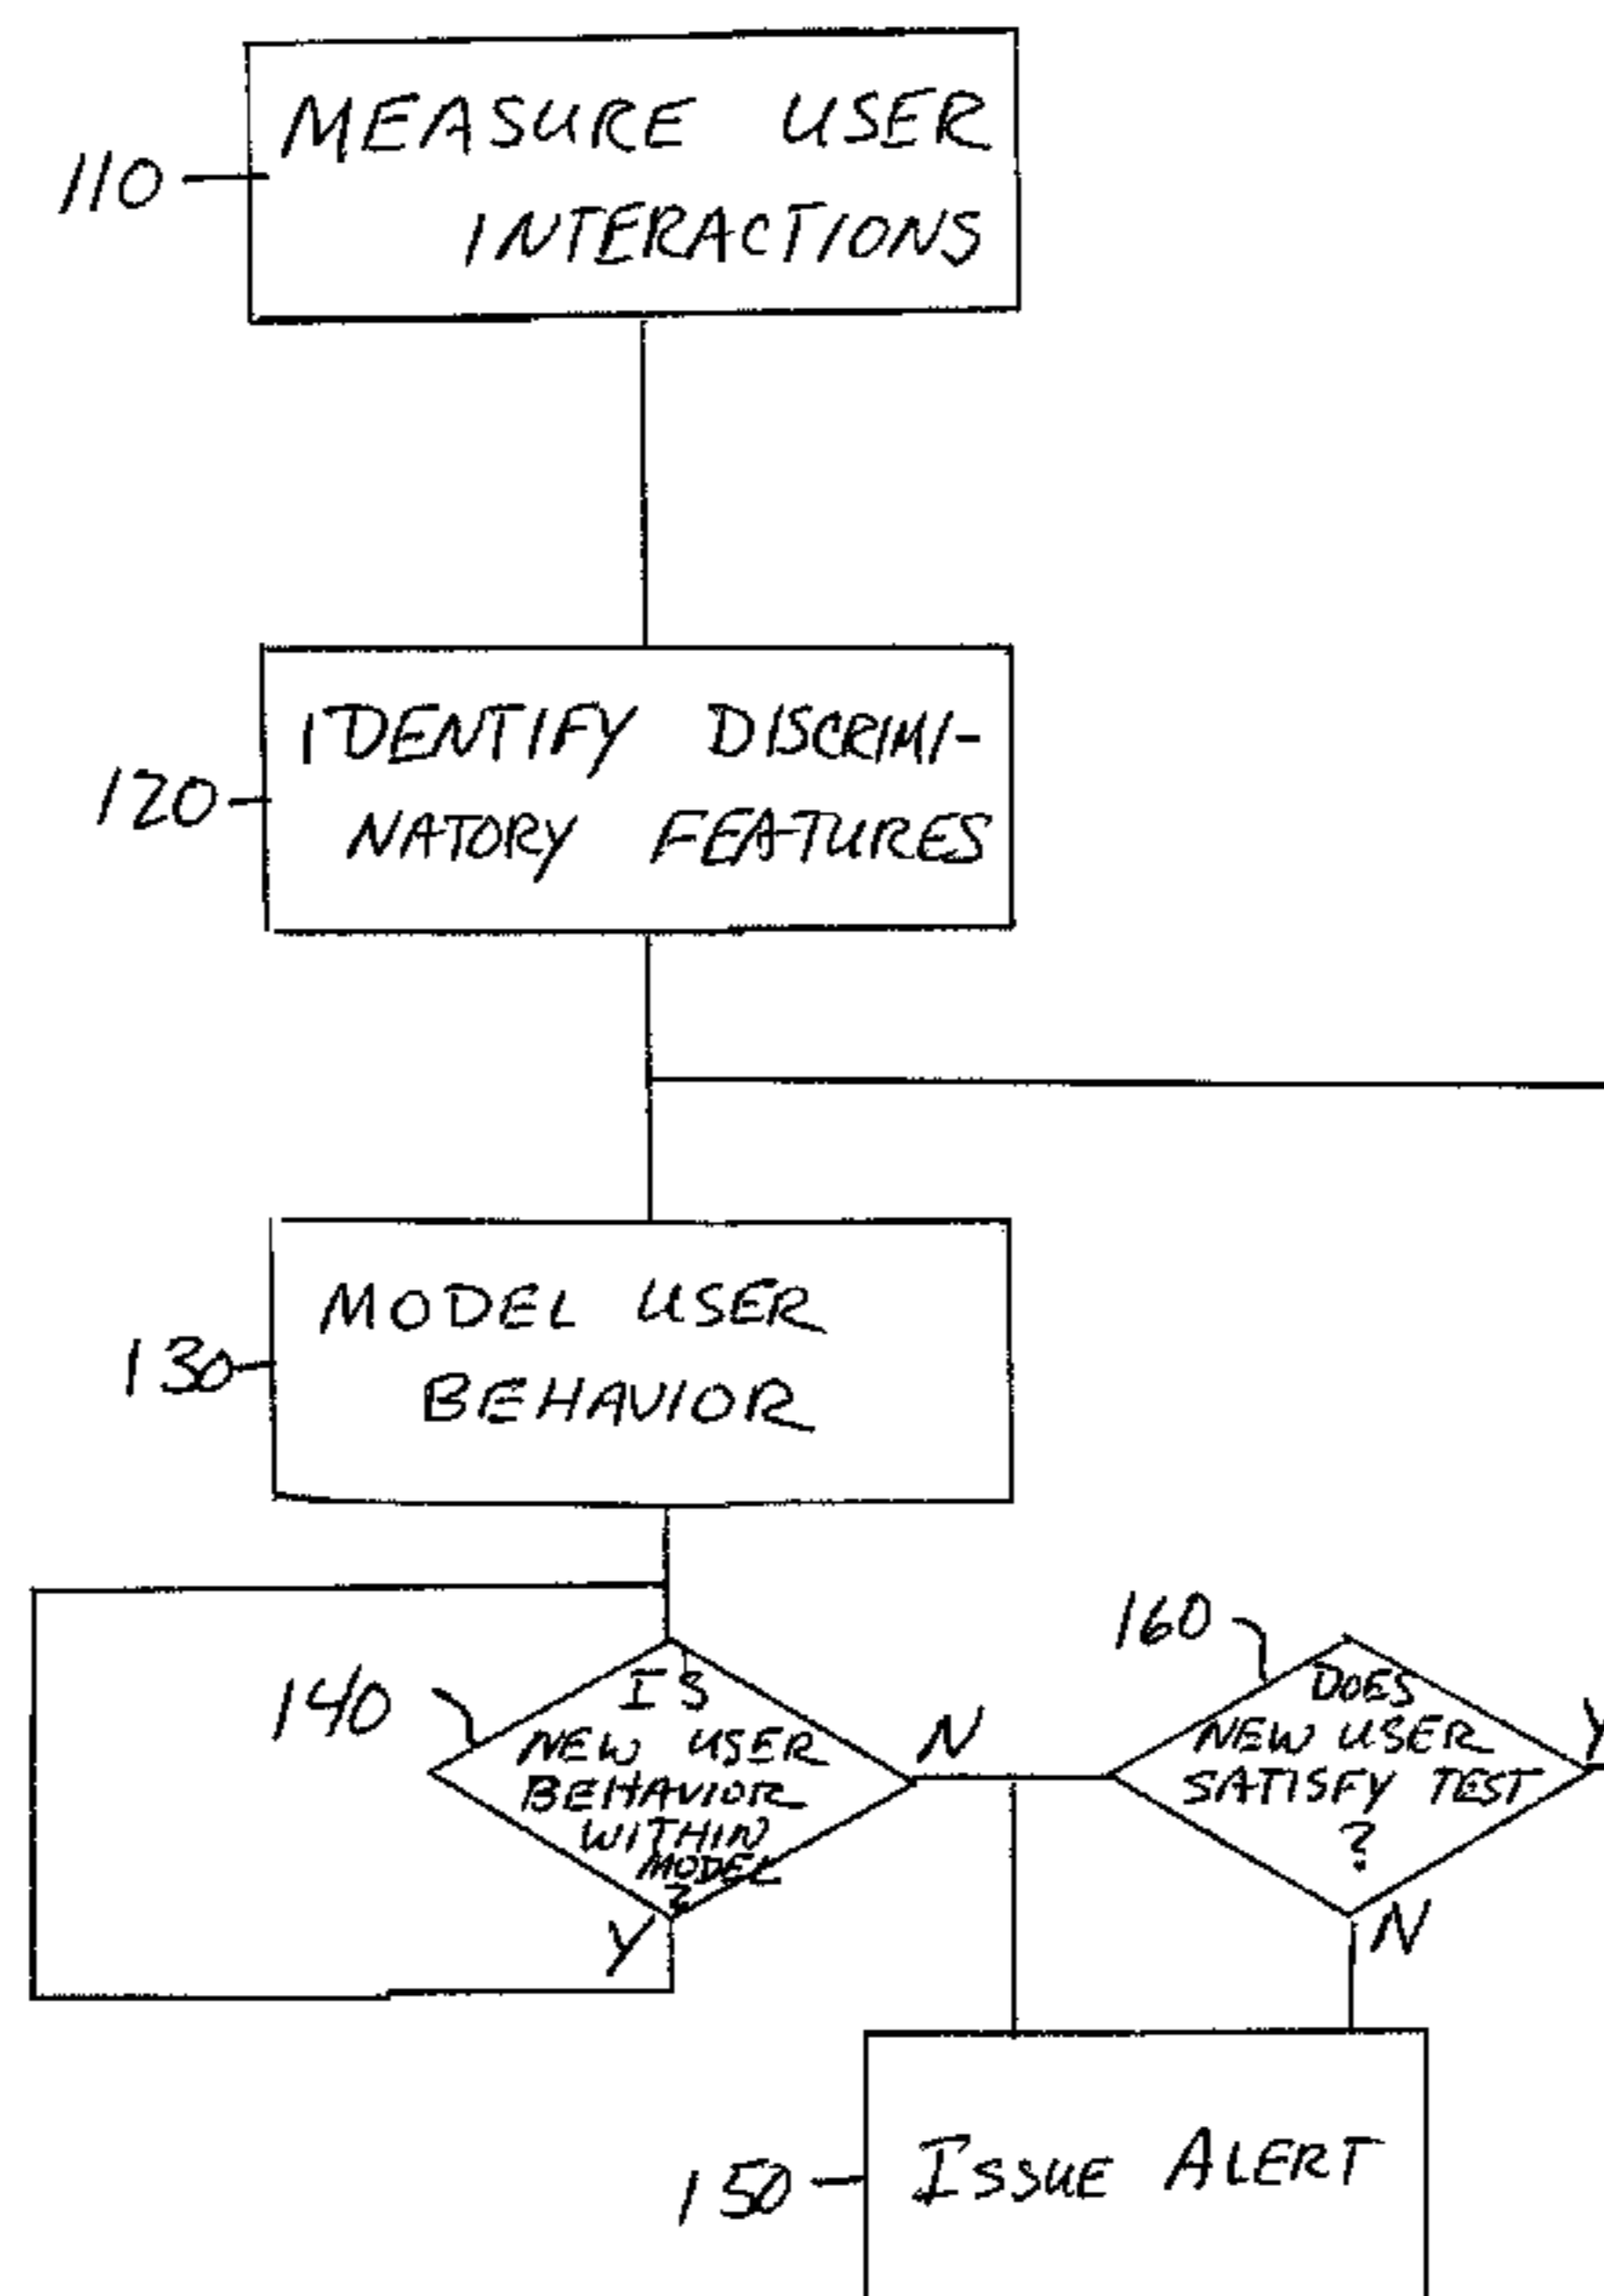 110
MEASURE USER
INTERACTIONS
120
IDENTIFY DISCRIMI-
NATORY FEATURES
130
MODEL USER
BEHAVIOR
140
IS
NEW USER
BEHAVIOR
WITHIN
MODEL
?
N
Y
160
DOES
NEW USER
SATISFY TEST
?
Y
N
150
ISSUE ALERT